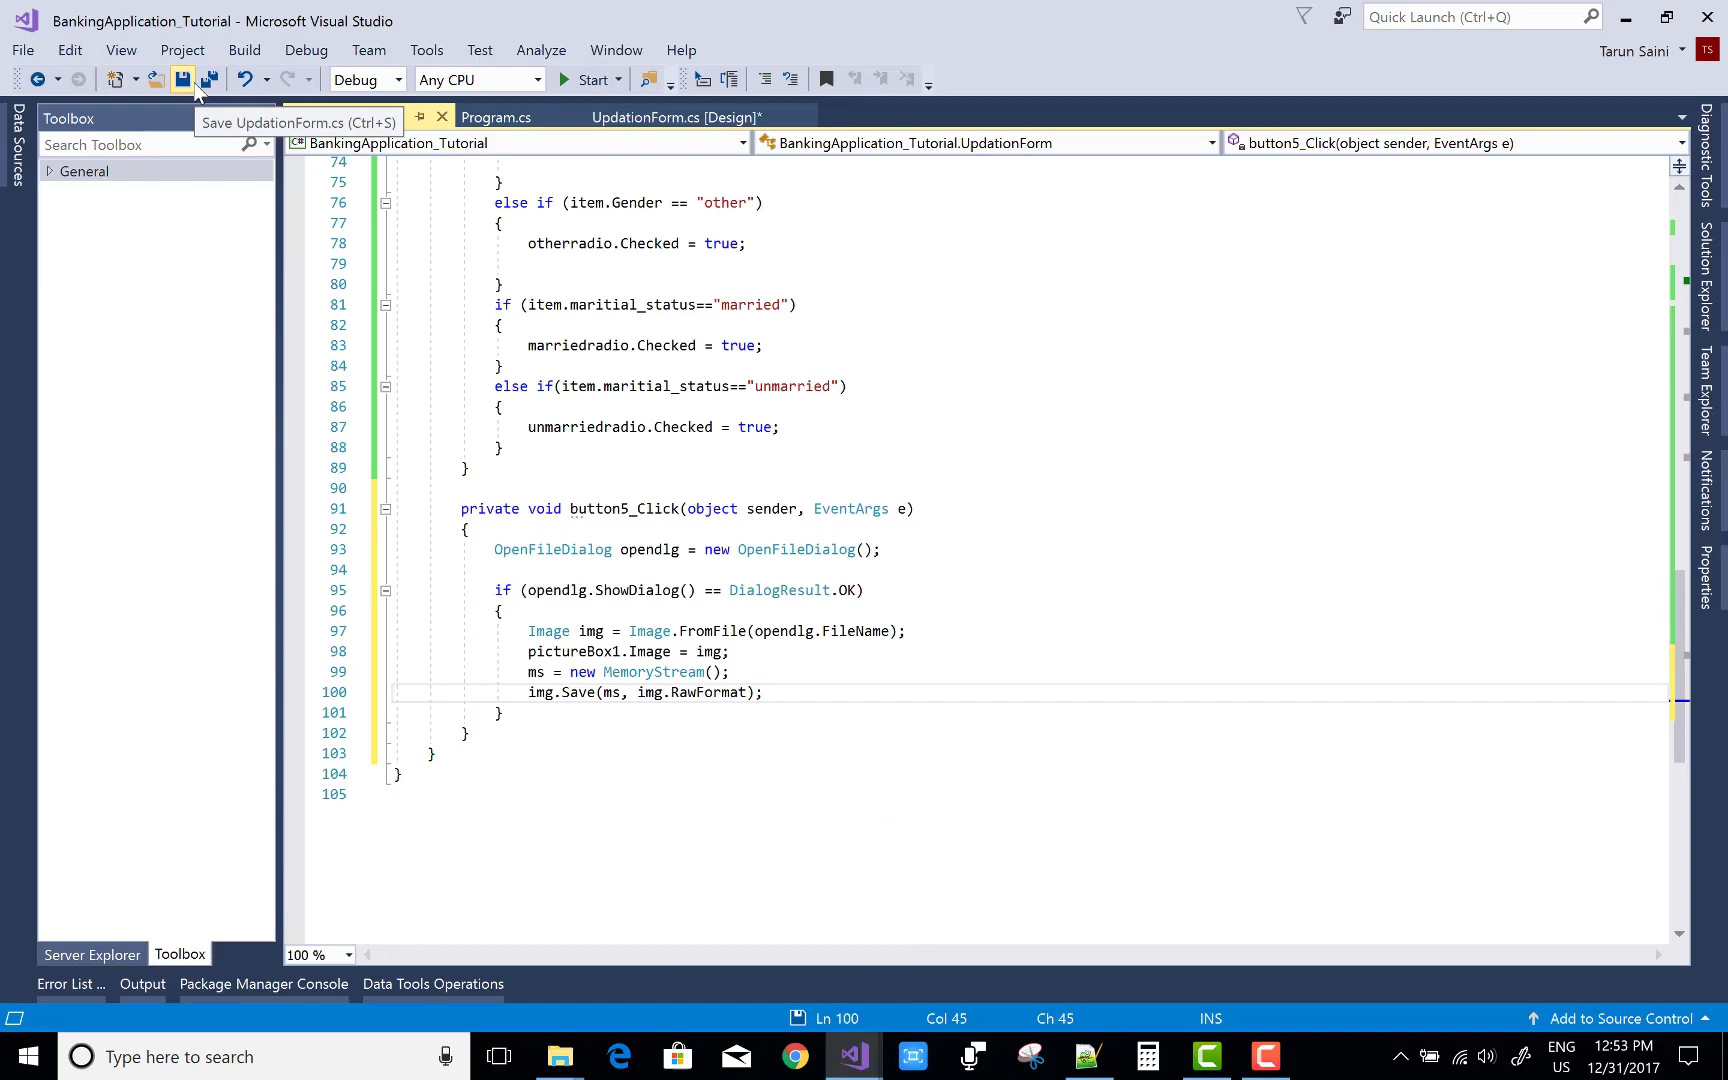 BankingApplication_Tutorial - Microsoft Visual Studio
Quick Launch (Ctrl+Q)
File Edit View Project Build Debug Team Tools Test Analyze Window Help
Tarun Saini TS
Debug Any CPU Start
Data Sources
Toolbox
Save UpdationForm.cs (Ctrl+S)
Program.cs UpdationForm.cs [Design]*
Search Toolbox
General
BankingApplication_Tutorial BankingApplication_Tutorial.UpdationForm button5_Click(object sender, EventArgs e)
74
75 }
76 else if (item.Gender == "other")
77 {
78 otherradio.Checked = true;
79
80 }
81 if (item.maritial_status=="married")
82 {
83 marriedradio.Checked = true;
84 }
85 else if(item.maritial_status=="unmarried")
86 {
87 unmarriedradio.Checked = true;
88 }
89 }
90
91 private void button5_Click(object sender, EventArgs e)
92 {
93 OpenFileDialog opendlg = new OpenFileDialog();
94
95 if (opendlg.ShowDialog() == DialogResult.OK)
96 {
97 Image img = Image.FromFile(opendlg.FileName);
98 pictureBox1.Image = img;
99 ms = new MemoryStream();
100 img.Save(ms, img.RawFormat);
101 }
102 }
103 }
104 }
105
Diagnostic Tools
Solution Explorer
Team Explorer
Notifications
Properties
Server Explorer Toolbox
100 %
Error List ... Output Package Manager Console Data Tools Operations
Ln 100 Col 45 Ch 45 INS Add to Source Control
Type here to search
ENG
US
12:53 PM
12/31/2017